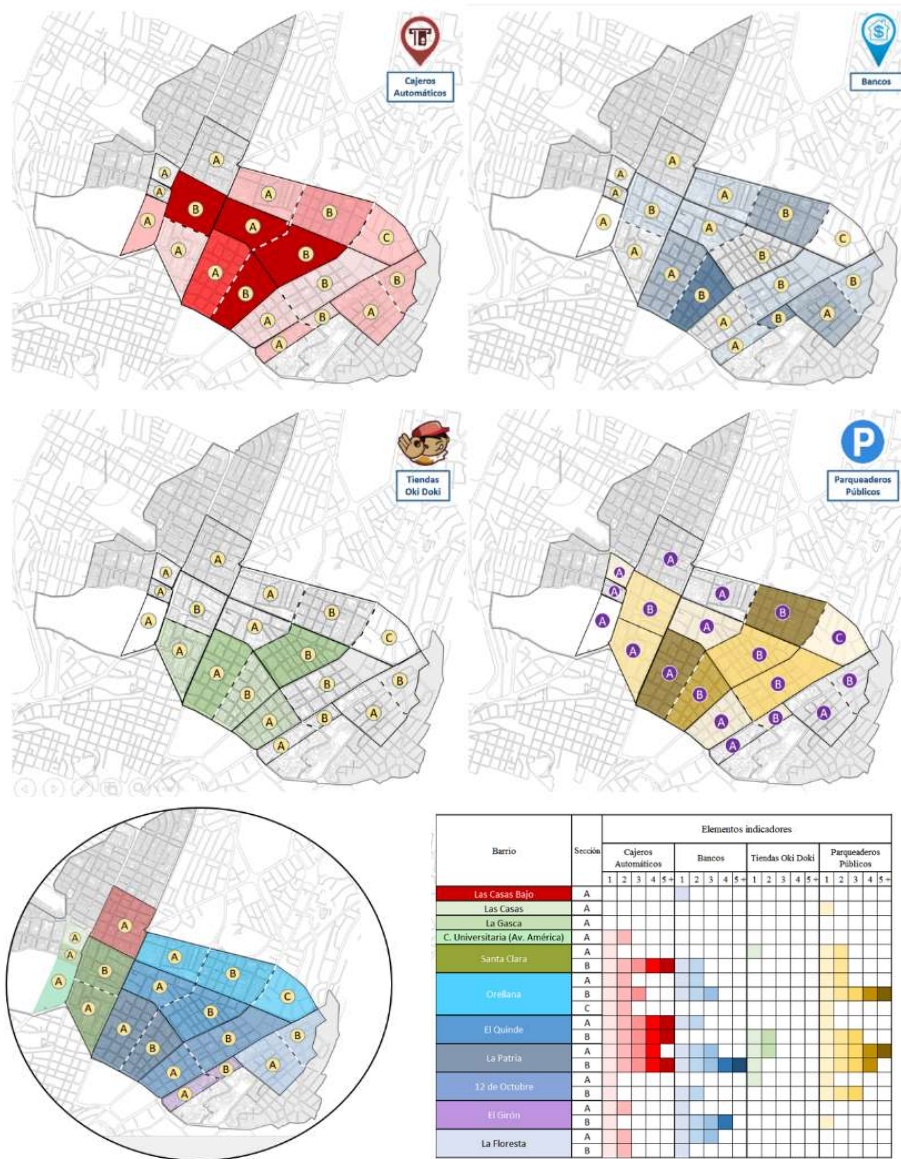 Cajeros
Automáticos
$
Bancos
A
A
A
B
A
A
B
A
B
C
A
A
B
B
B
A
B
A
A
A
A
A
B
A
A
B
A
B
C
A
A
B
B
B
A
B
A
A
Tiendas
Oki Doki
P
Parqueaderos
Públicos
A
A
A
B
A
A
B
A
B
C
A
A
B
B
B
A
B
A
A
A
A
A
B
A
A
B
A
B
C
A
A
B
B
B
A
B
A
A
A
A
A
B
A
A
B
A
B
C
A
A
B
B
B
A
B
A
A
Barrio
Sección
Elementos indicadores
Cajeros
Automáticos
Bancos
Tiendas Oki Doki
Parqueaderos
Públicos
1 2 3 4 5+ 1 2 3 4 5+ 1 2 3 4 5+ 1 2 3 4 5+
Las Casas Bajo A
Las Casas A
La Gasca A
C. Universitaria (Av. América) A
Santa Clara A
B
Orellana A
B
C
El Quinde A
B
La Patria A
B
12 de Octubre A
B
El Girón A
B
La Floresta A
B